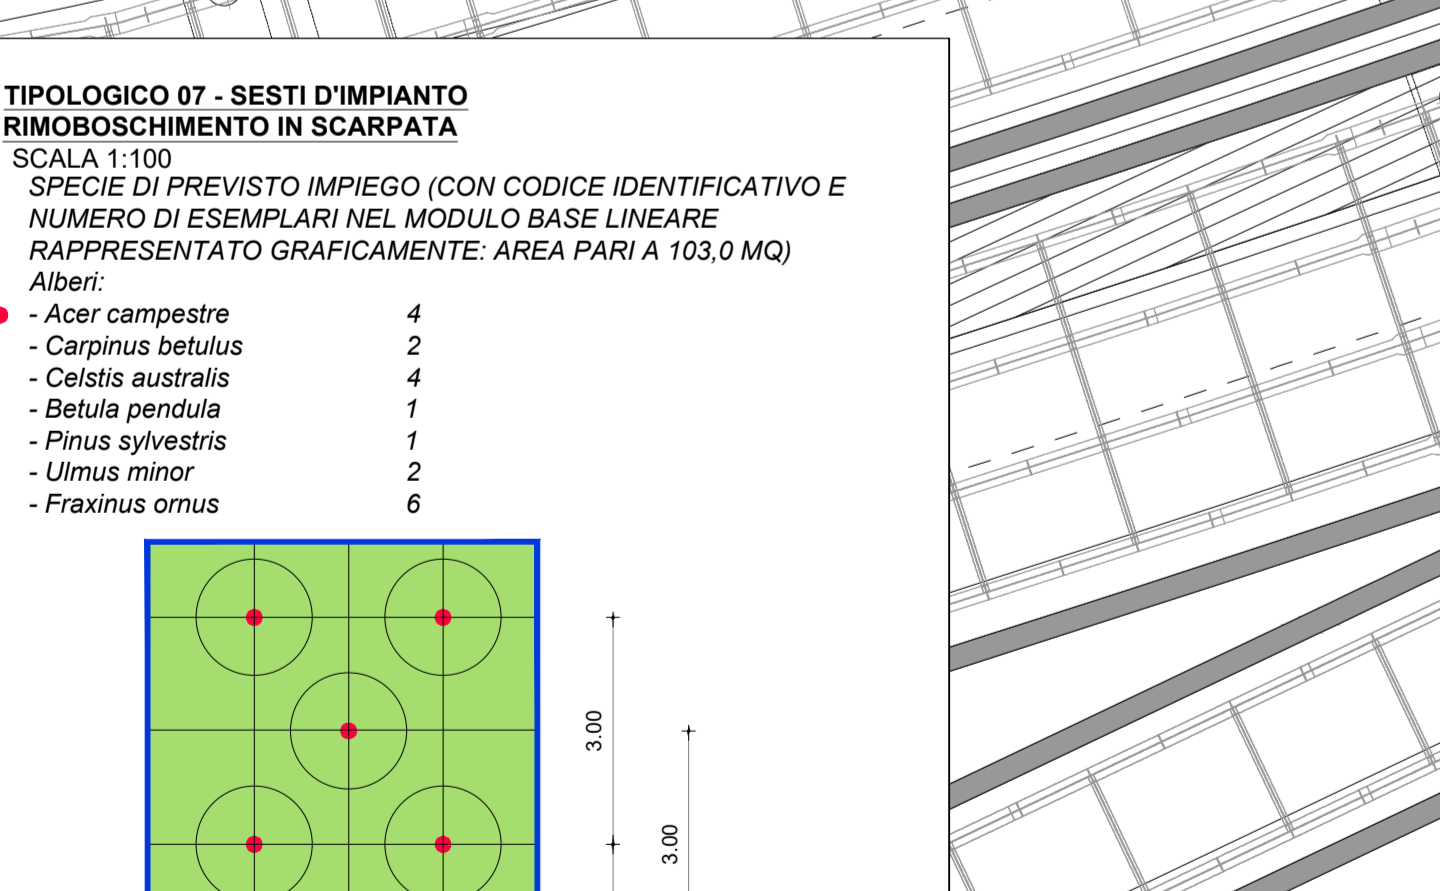 TIPOLOGICO 07 - SESTI D'IMPIANTO
RIMOBOSCHIMENTO IN SCARPATA
SCALA 1:100
SPECIE DI PREVISTO IMPIEGO (CON CODICE IDENTIFICATIVO E
NUMERO DI ESEMPLARI NEL MODULO BASE LINEARE
RAPPRESENTATO GRAFICAMENTE: AREA PARI A 103,0 MQ)
Alberi:
- Acer campestre 4
- Carpinus betulus 2
- Celstis australis 4
- Betula pendula 1
- Pinus sylvestris 1
- Ulmus minor 2
- Fraxinus ornus 6
3.00
3.00